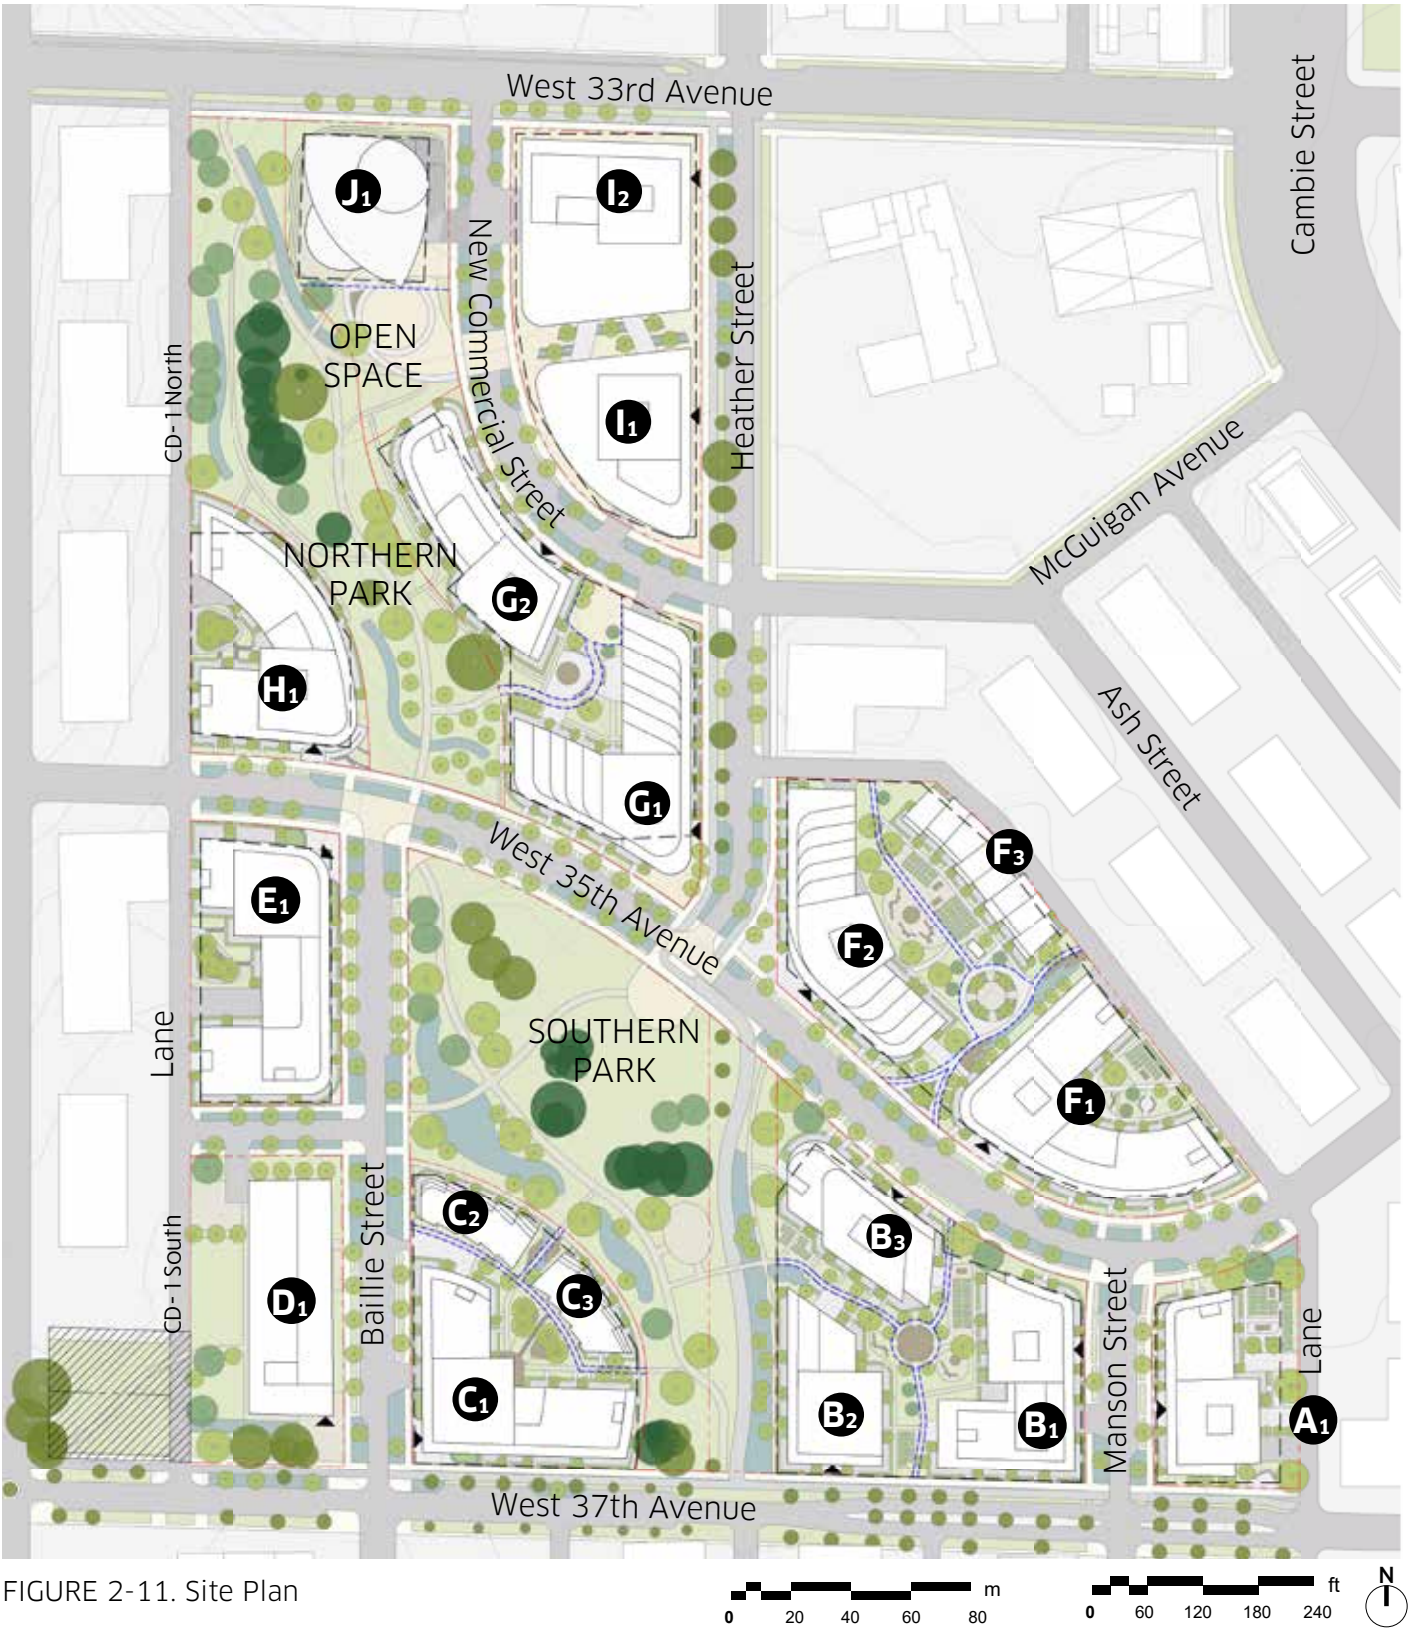 West 33rd Avenue
Cambie Street
J1
I2
New Commercial Street
Heather Street
OPEN
SPACE
CD-1 North
I1
McGuigan Avenue
NORTHERN
PARK
G2
H1
Ash Street
G1
West 35th Avenue
F3
E1
F2
SOUTHERN
PARK
Lane
F1
Baillie Street
C2
B3
CD-1 South
D1
C3
Manson Street
Lane
C1
B2
B1
A1
West 37th Avenue
FIGURE 2-11. Site Plan
m
0 20 40 60 80
ft
0 60 120 180 240
N